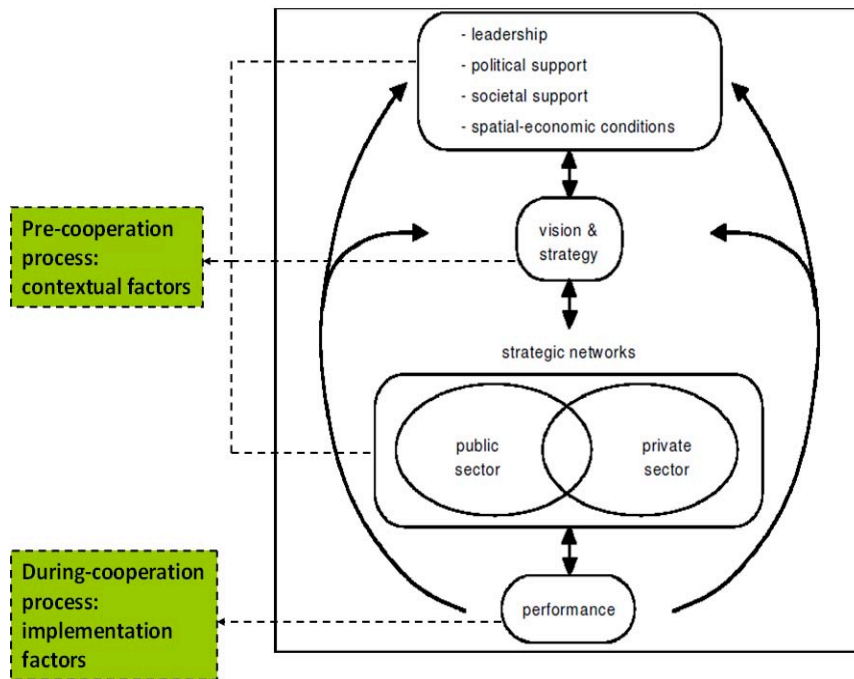 - leadership
- political support
- societal support
- spatial-economic conditions
Pre-cooperation
process:
contextual factors
vision &
strategy
strategic networks
public
sector
private
sector
During-cooperation
process:
implementation
factors
performance